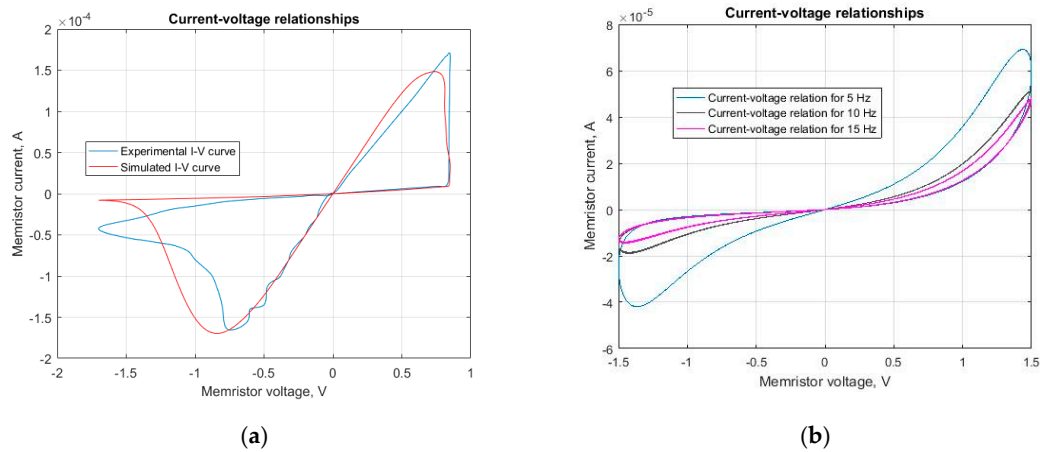 Current-voltage relationships
×10⁻⁴
2
1.5
1
0.5
0
-0.5
-1
-1.5
-2
Memristor current, A
Experimental I-V curve
Simulated I-V curve
-2
-1.5
-1
-0.5
0
0.5
1
Memristor voltage, V
(a)
Current-voltage relationships
×10⁻⁵
8
6
4
2
0
-2
-4
-6
Memristor current, A
Current-voltage relation for 5 Hz
Current-voltage relation for 10 Hz
Current-voltage relation for 15 Hz
-1.5
-1
-0.5
0
0.5
1
1.5
Memristor voltage, V
(b)